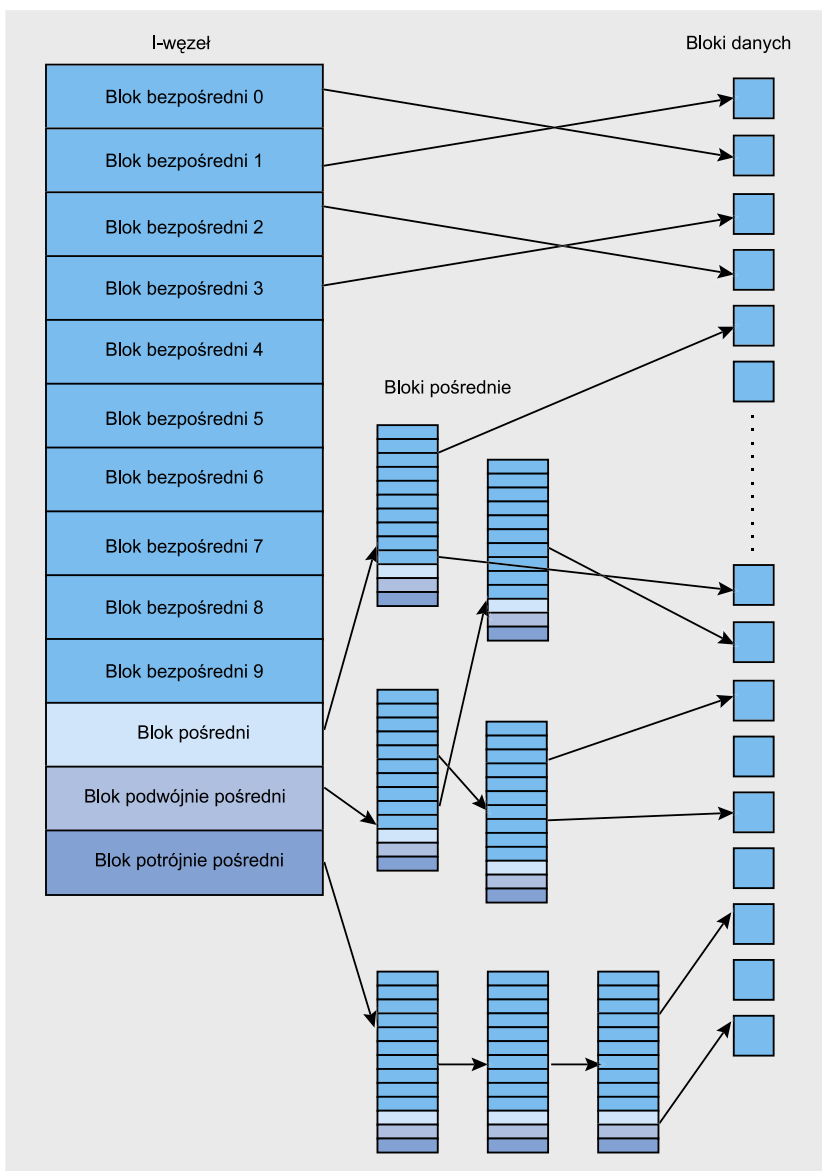 I-węzeł
Bloki danych
Blok bezpośredni 0
Blok bezpośredni 1
Blok bezpośredni 2
Blok bezpośredni 3
Blok bezpośredni 4
Bloki pośrednie
Blok bezpośredni 5
Blok bezpośredni 6
Blok bezpośredni 7
Blok bezpośredni 8
Blok bezpośredni 9
Blok pośredni
Blok podwójnie pośredni
Blok potrójnie pośredni